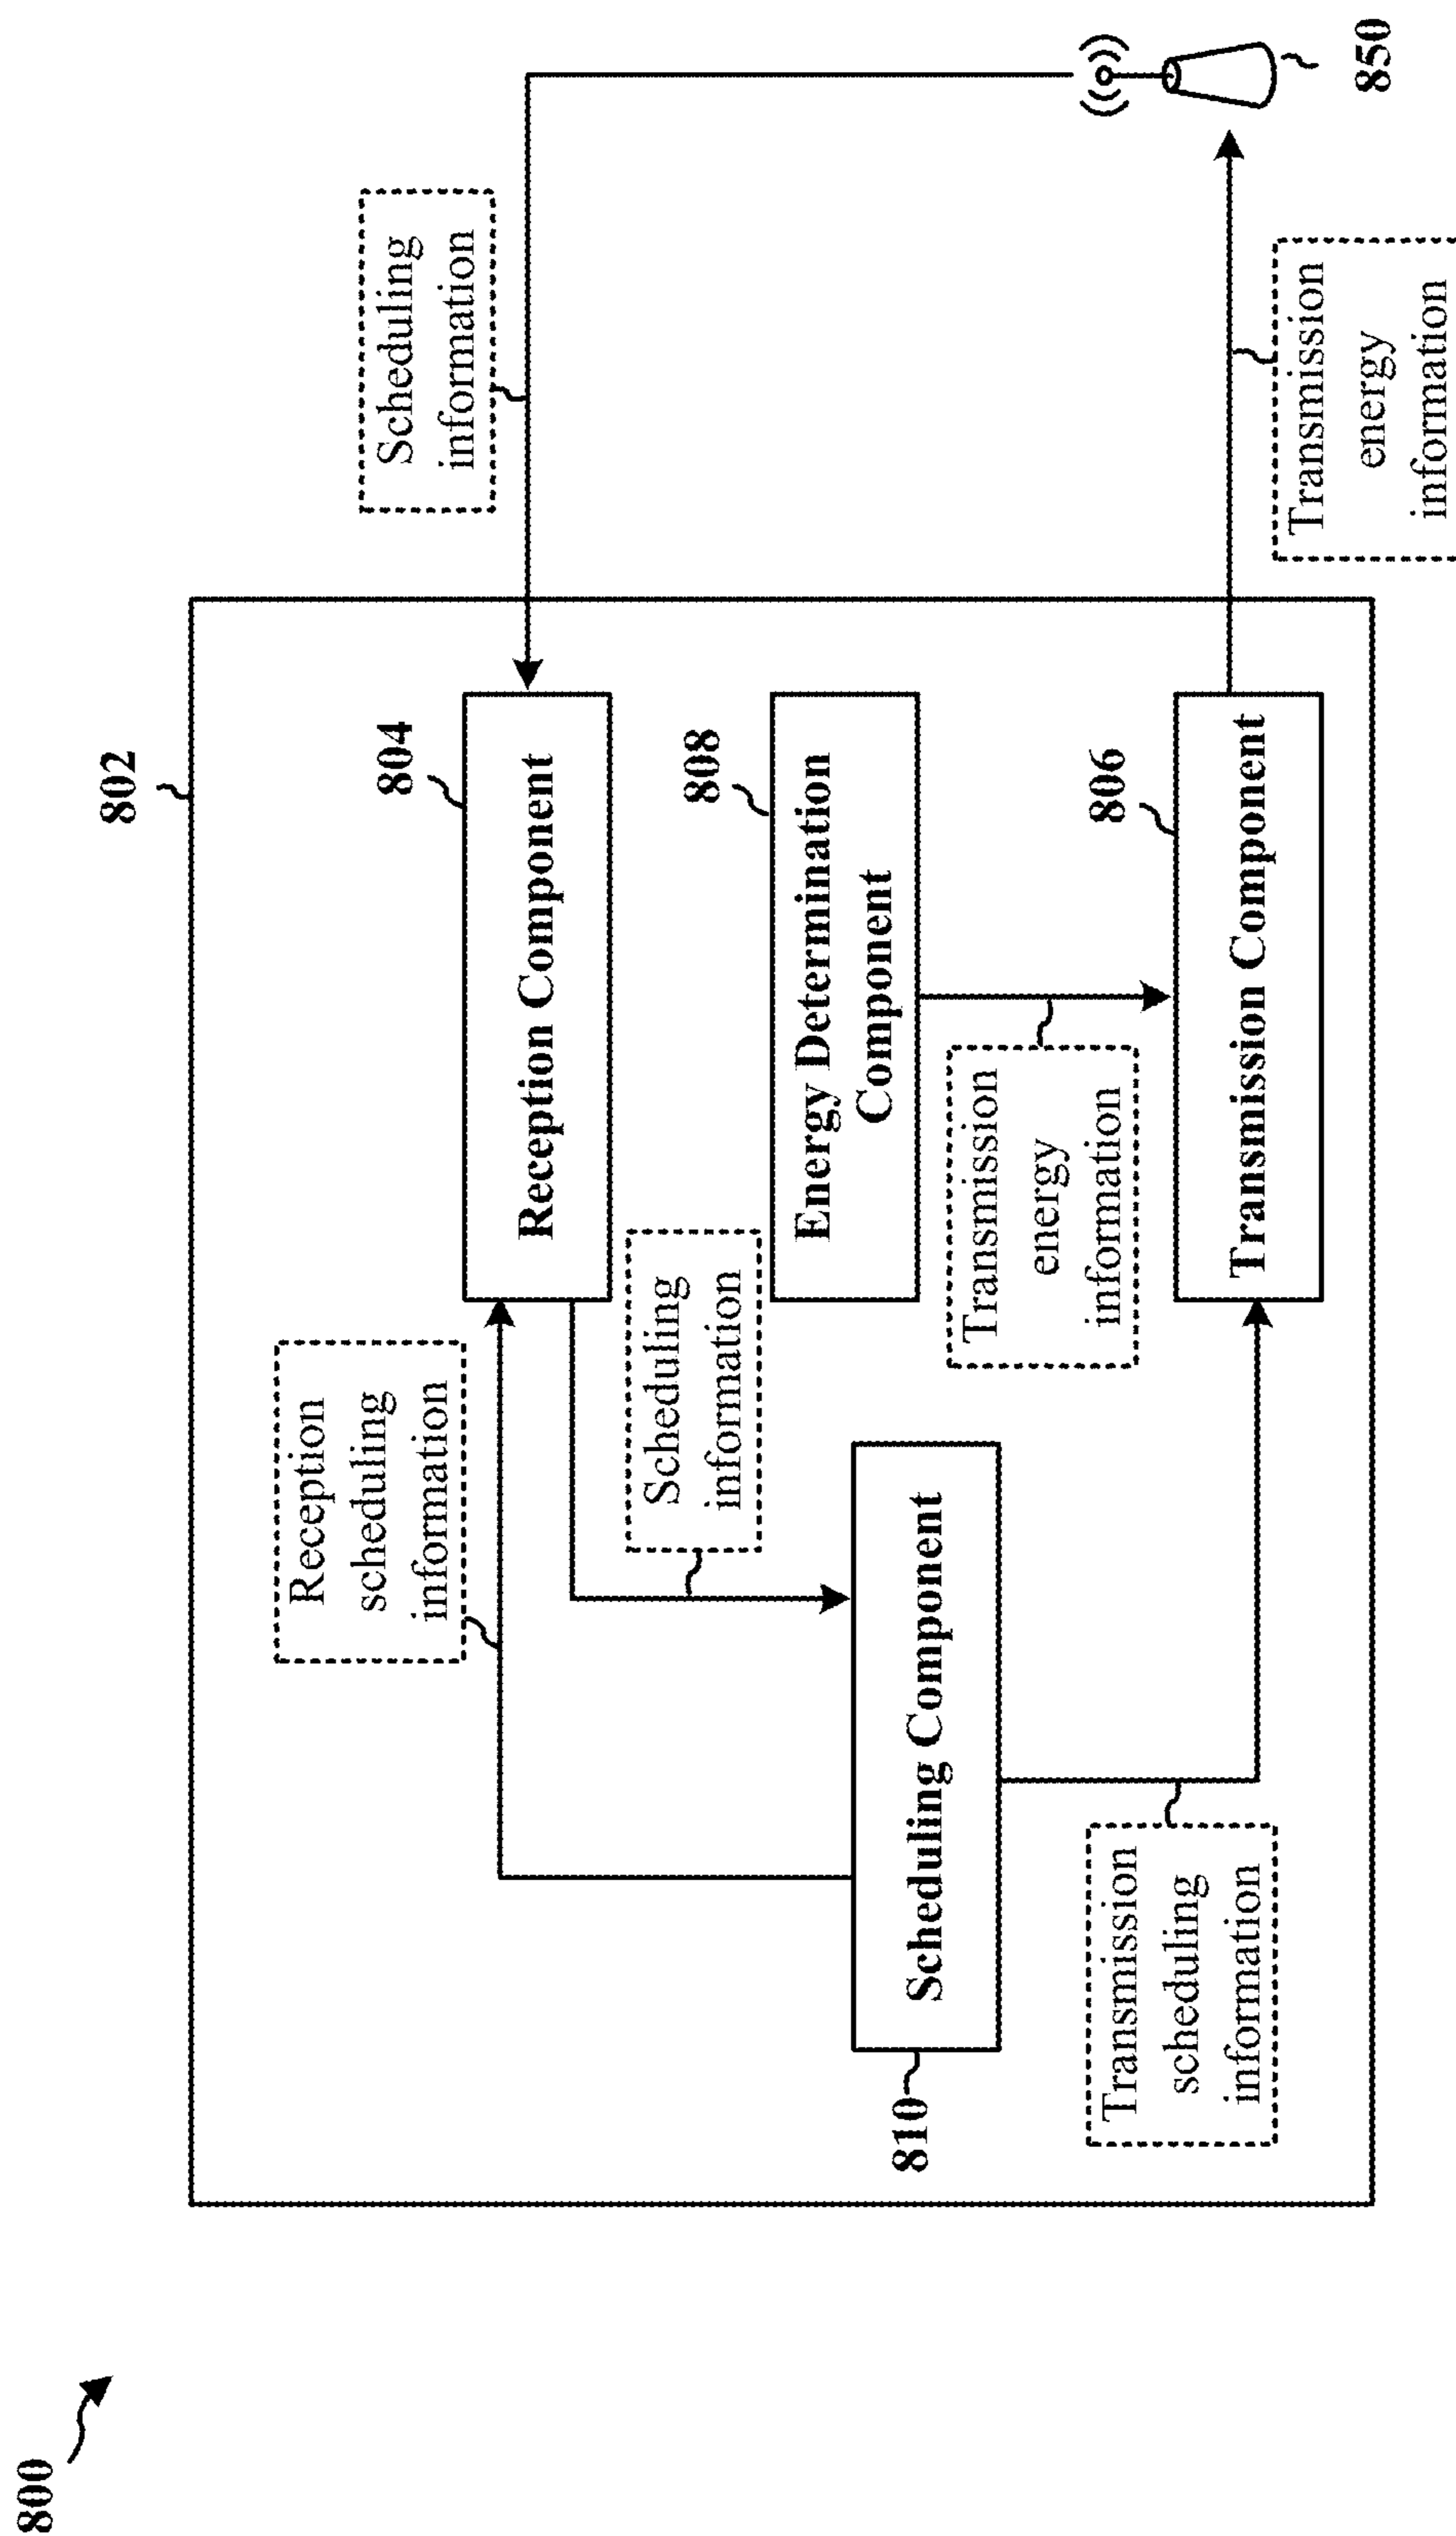 800
802
804
Reception Component
808
Energy Determination
Component
806
Transmission Component
810
Scheduling Component
Reception
scheduling
information
Scheduling
information
Transmission
energy
information
Transmission
scheduling
information
Scheduling
information
Transmission
energy
information
850